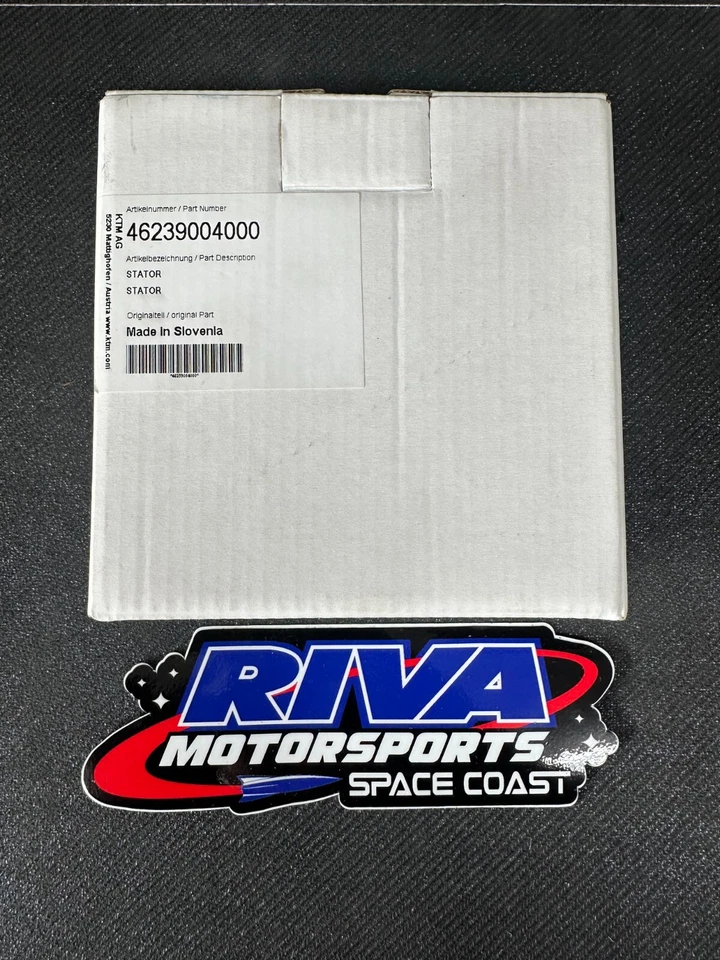 Artikelnummer / Part Number
46239004000
Artikelbezeichnung / Part Description
STATOR
STATOR
Originalteil / original Part
Made in Slovenia
*46239004000*
KTM AG
5230 Mattighofen / Austria www.ktm.com
RIVA
MOTORSPORTS
SPACE COAST